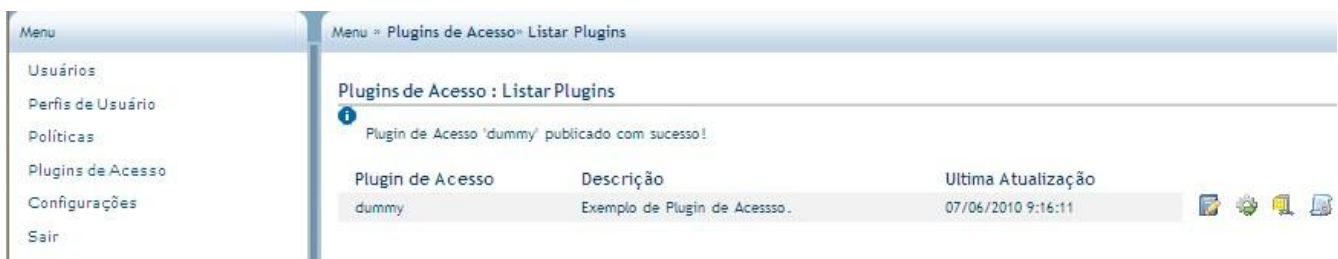 Menu
Usuários
Perfis de Usuário
Políticas
Plugins de Acesso
Configurações
Sair
Menu » Plugins de Acesso» Listar Plugins
Plugins de Acesso : Listar Plugins
Plugin de Acesso 'dummy' publicado com sucesso!
Plugin de Acesso Descrição Ultima Atualização
dummy Exemplo de Plugin de Acessso. 07/06/2010 9:16:11